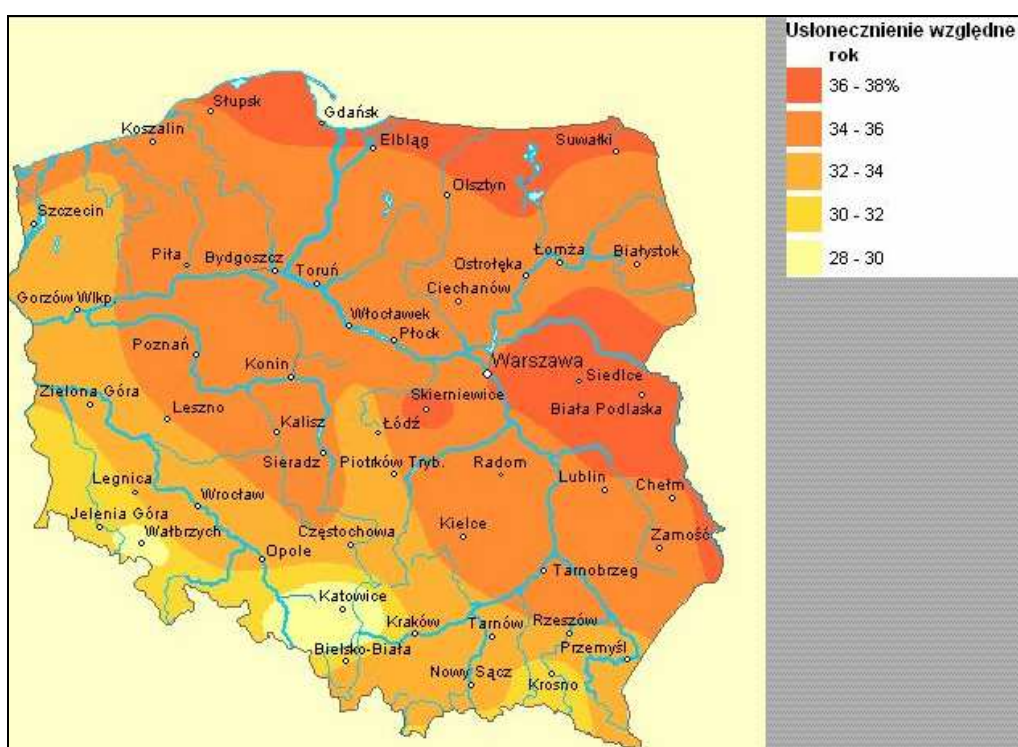 Usłonecznienie względne
rok
36 - 38%
34 - 36
32 - 34
30 - 32
28 - 30
Słupsk
Gdańsk
Koszalin
Elbląg
Suwałki
Olsztyn
Szczecin
Piła
Bydgoszcz
Toruń
Łomża
Białystok
Ostrołęka
Ciechanów
Gorzów Wlkp.
Włocławek
Płock
Poznań
Konin
Warszawa
Siedlce
Zielona Góra
Leszno
Skierniewice
Biała Podlaska
Kalisz
Łódź
Sieradz
Piotrków Tryb.
Radom
Lublin
Chełm
Legnica
Wrocław
Jelenia Góra
Wałbrzych
Częstochowa
Kielce
Zamość
Opole
Tarnobrzeg
Katowice
Kraków
Tarnów
Rzeszów
Bielsko-Biała
Przemyśl
Nowy Sącz
Krosno